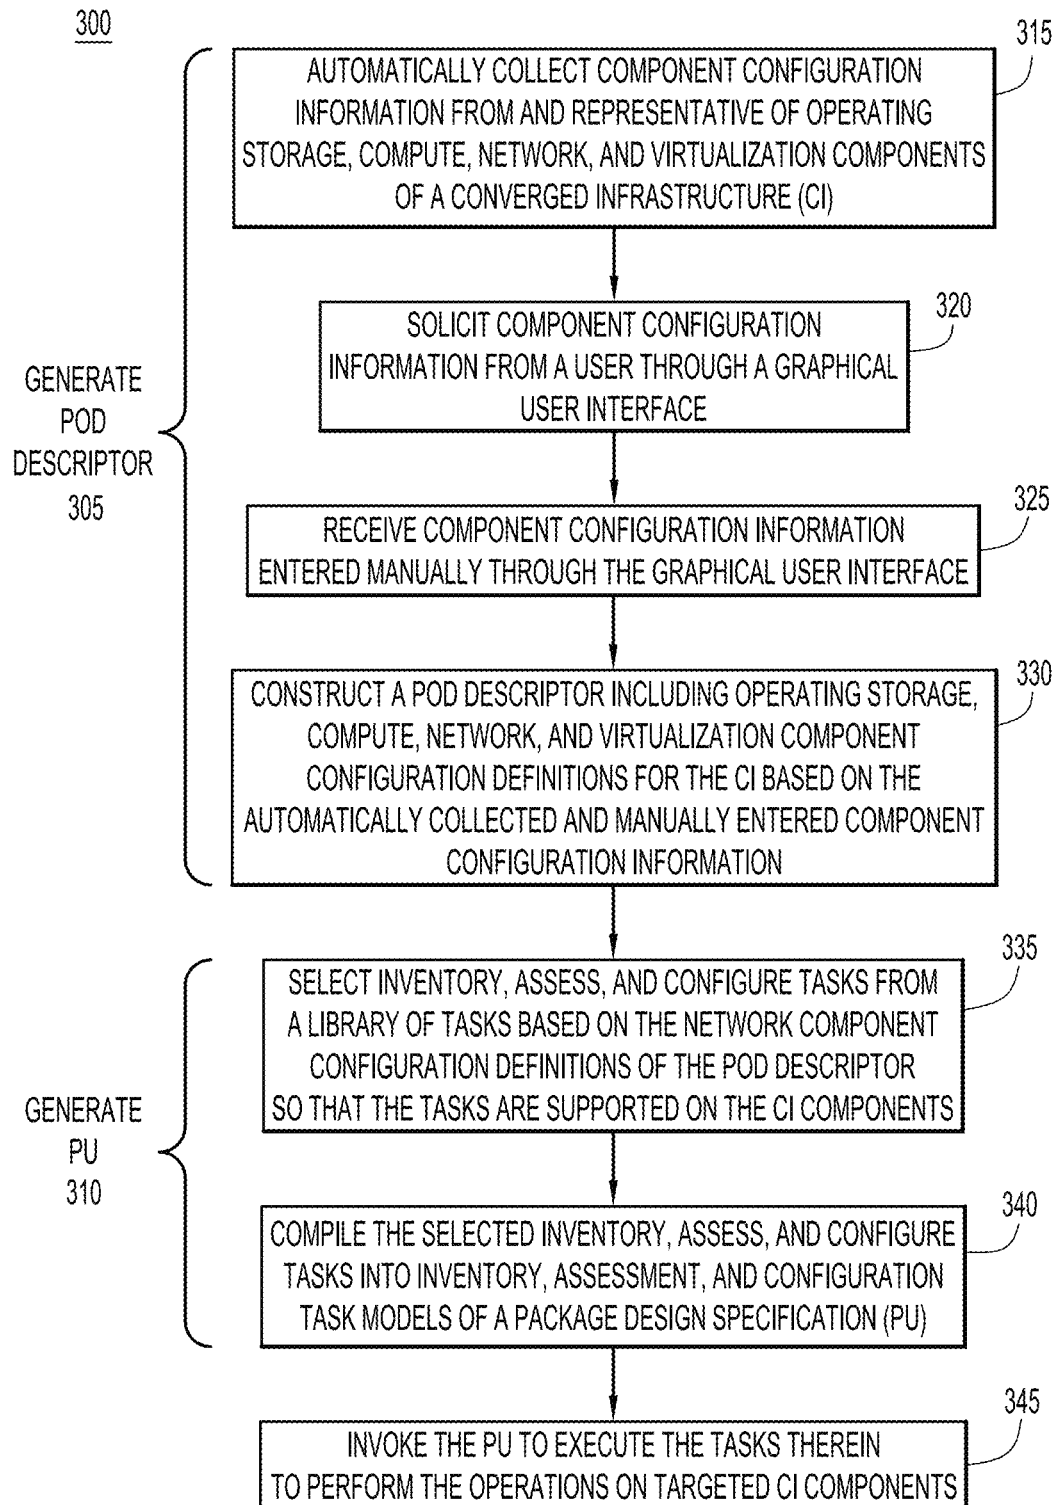 300
315
AUTOMATICALLY COLLECT COMPONENT CONFIGURATION
INFORMATION FROM AND REPRESENTATIVE OF OPERATING
STORAGE, COMPUTE, NETWORK, AND VIRTUALIZATION COMPONENTS
OF A CONVERGED INFRASTRUCTURE (CI)
320
SOLICIT COMPONENT CONFIGURATION
INFORMATION FROM A USER THROUGH A GRAPHICAL
USER INTERFACE
GENERATE
POD
DESCRIPTOR
305
325
RECEIVE COMPONENT CONFIGURATION INFORMATION
ENTERED MANUALLY THROUGH THE GRAPHICAL USER INTERFACE
330
CONSTRUCT A POD DESCRIPTOR INCLUDING OPERATING STORAGE,
COMPUTE, NETWORK, AND VIRTUALIZATION COMPONENT
CONFIGURATION DEFINITIONS FOR THE CI BASED ON THE
AUTOMATICALLY COLLECTED AND MANUALLY ENTERED COMPONENT
CONFIGURATION INFORMATION
335
SELECT INVENTORY, ASSESS, AND CONFIGURE TASKS FROM
A LIBRARY OF TASKS BASED ON THE NETWORK COMPONENT
CONFIGURATION DEFINITIONS OF THE POD DESCRIPTOR
SO THAT THE TASKS ARE SUPPORTED ON THE CI COMPONENTS
GENERATE
PU
310
340
COMPILE THE SELECTED INVENTORY, ASSESS, AND CONFIGURE
TASKS INTO INVENTORY, ASSESSMENT, AND CONFIGURATION
TASK MODELS OF A PACKAGE DESIGN SPECIFICATION (PU)
345
INVOKE THE PU TO EXECUTE THE TASKS THEREIN
TO PERFORM THE OPERATIONS ON TARGETED CI COMPONENTS